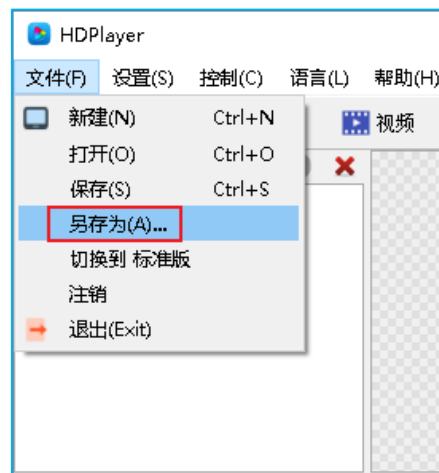 HDPlayer
文件(F) 设置(S) 控制(C) 语言(L) 帮助(H)
新建(N) Ctrl+N
视频
打开(O) Ctrl+O
保存(S) Ctrl+S
另存为(A)...
切换到 标准版
注销
退出(Exit)